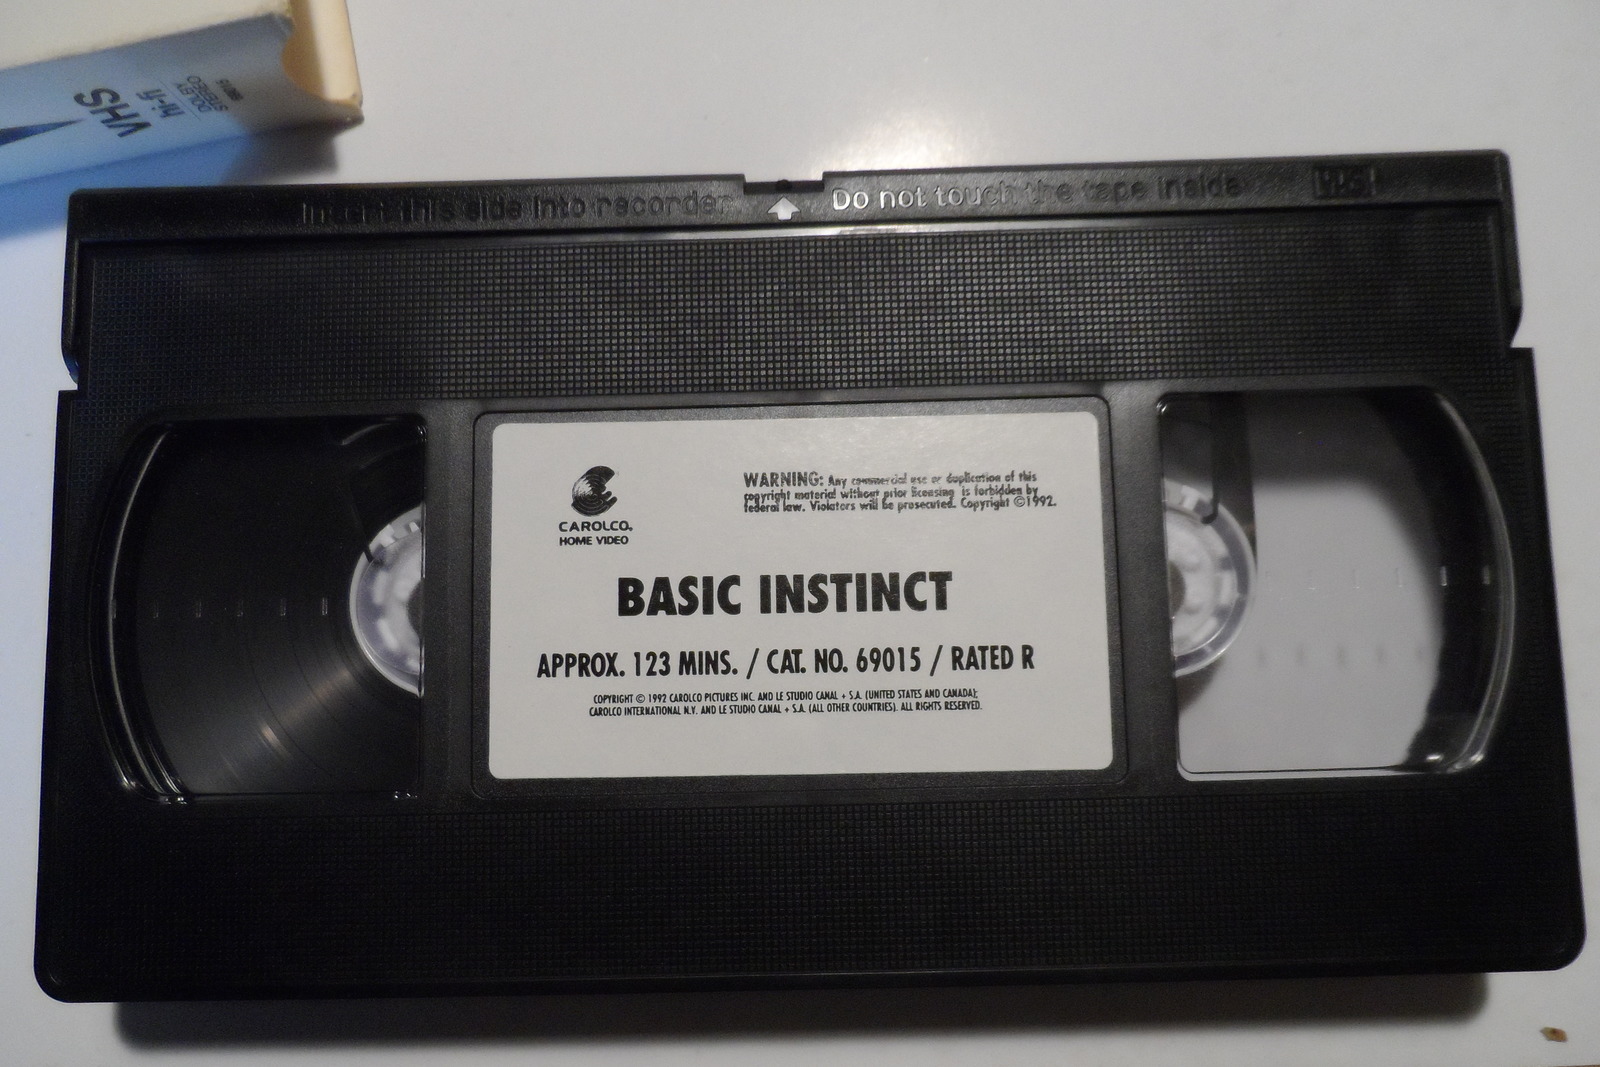 VHS
hi-fi
DOLBY
STEREO
69015
Insert this side into recorder
Do not touch the tape inside
VHS
CAROLCO
HOME VIDEO
WARNING: Any commercial use or duplication of this
copyright material without prior licensing is forbidden by
federal law. Violators will be prosecuted. Copyright ©1992.
BASIC INSTINCT
APPROX. 123 MINS. / CAT. NO. 69015 / RATED R
COPYRIGHT © 1992 CAROLCO PICTURES INC. AND LE STUDIO CANAL + S.A. (UNITED STATES AND CANADA);
CAROLCO INTERNATIONAL N.V. AND LE STUDIO CANAL + S.A. (ALL OTHER COUNTRIES). ALL RIGHTS RESERVED.